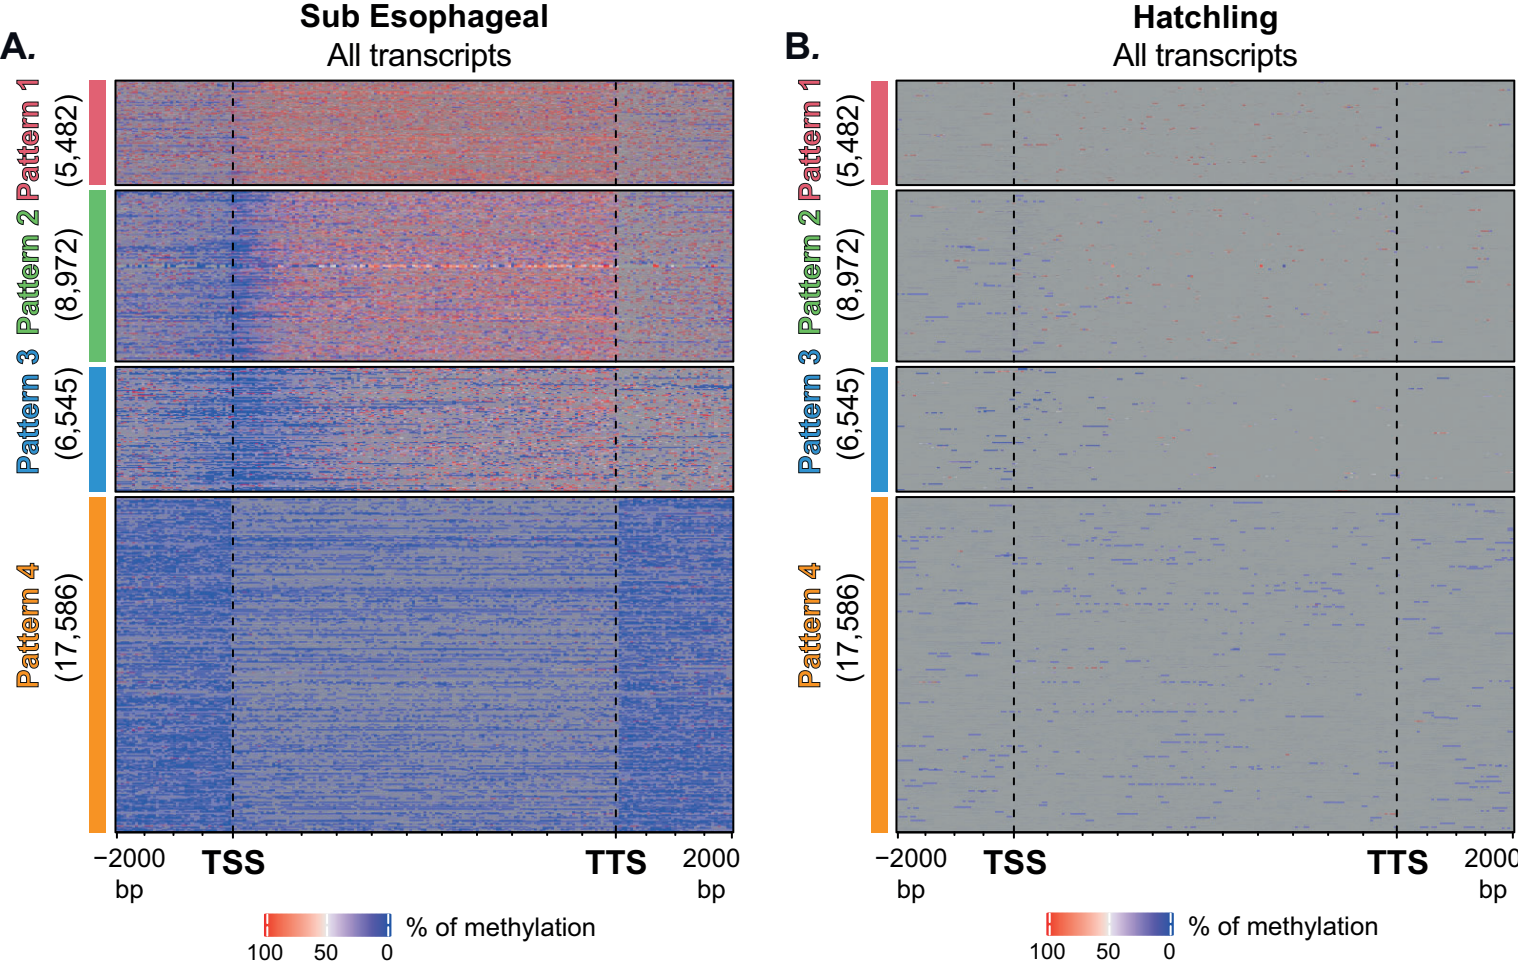 A.
Sub Esophageal
All transcripts
Pattern 1
(5,482)
Pattern 2
(8,972)
Pattern 3
(6,545)
Pattern 4
(17,586)
−2000
bp
TSS
TTS
2000
bp
100 50 0
% of methylation
B.
Hatchling
All transcripts
Pattern 1
(5,482)
Pattern 2
(8,972)
Pattern 3
(6,545)
Pattern 4
(17,586)
−2000
bp
TSS
TTS
2000
bp
100 50 0
% of methylation